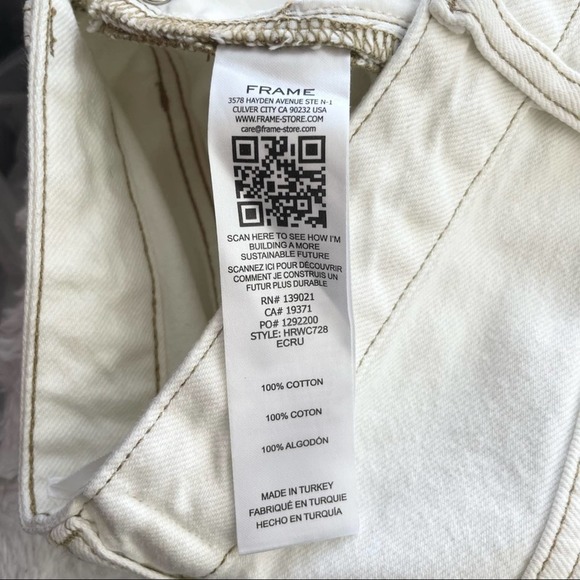 FRAME
3578 HAYDEN AVENUE STE N-1
CULVER CITY CA 90232 USA
WWW.FRAME-STORE.COM
care@frame-store.com
SCAN HERE TO SEE HOW I'M
BUILDING A MORE
SUSTAINABLE FUTURE
SCANNEZ ICI POUR DÉCOUVRIR
COMMENT JE CONSTRUIS UN
FUTUR PLUS DURABLE
RN# 139021
CA# 19371
PO# 1292200
STYLE: HRWC728
ECRU
100% COTTON
100% COTON
100% ALGODÓN
MADE IN TURKEY
FABRIQUÉ EN TURQUIE
HECHO EN TURQUÍA